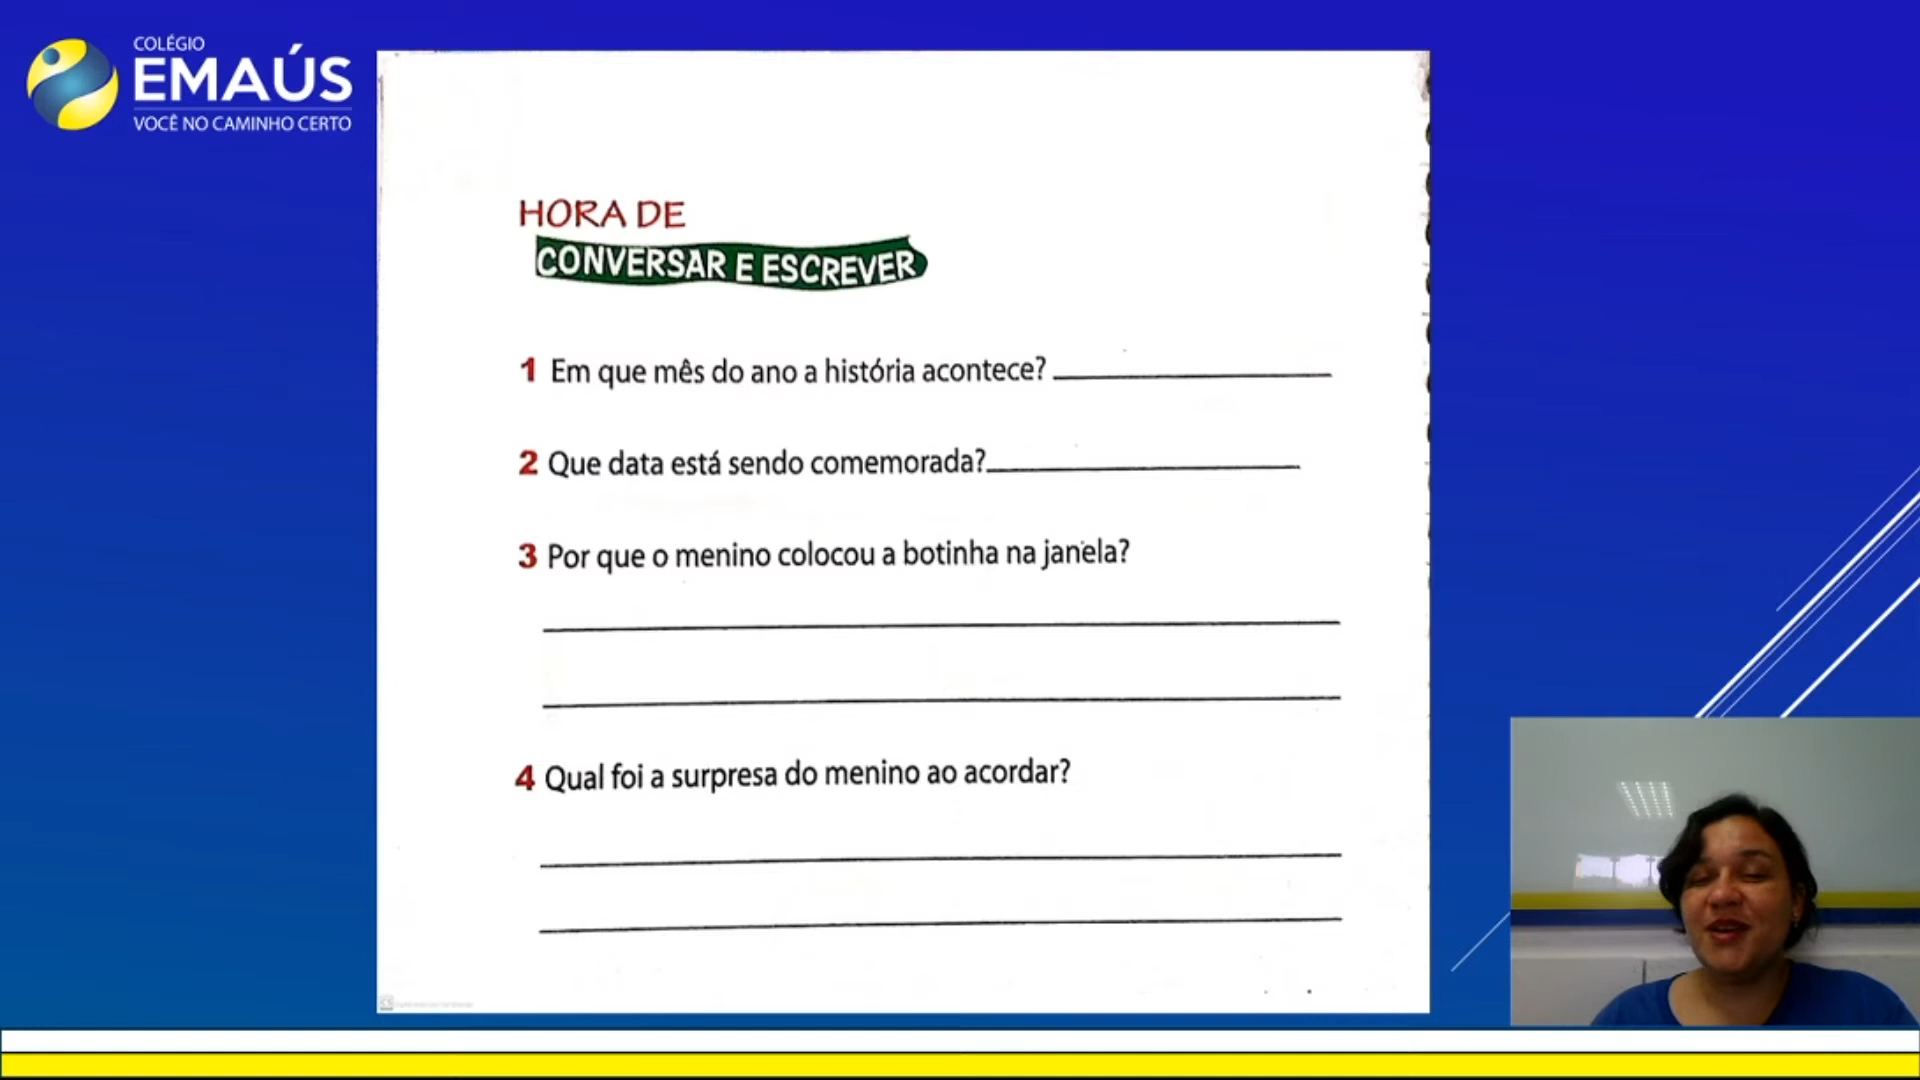 COLÉGIO
EMAÚS
VOCÊ NO CAMINHO CERTO
HORA DE
CONVERSAR E ESCREVER
1 Em que mês do ano a história acontece?
2 Que data está sendo comemorada?
3 Por que o menino colocou a botinha na janela?
4 Qual foi a surpresa do menino ao acordar?